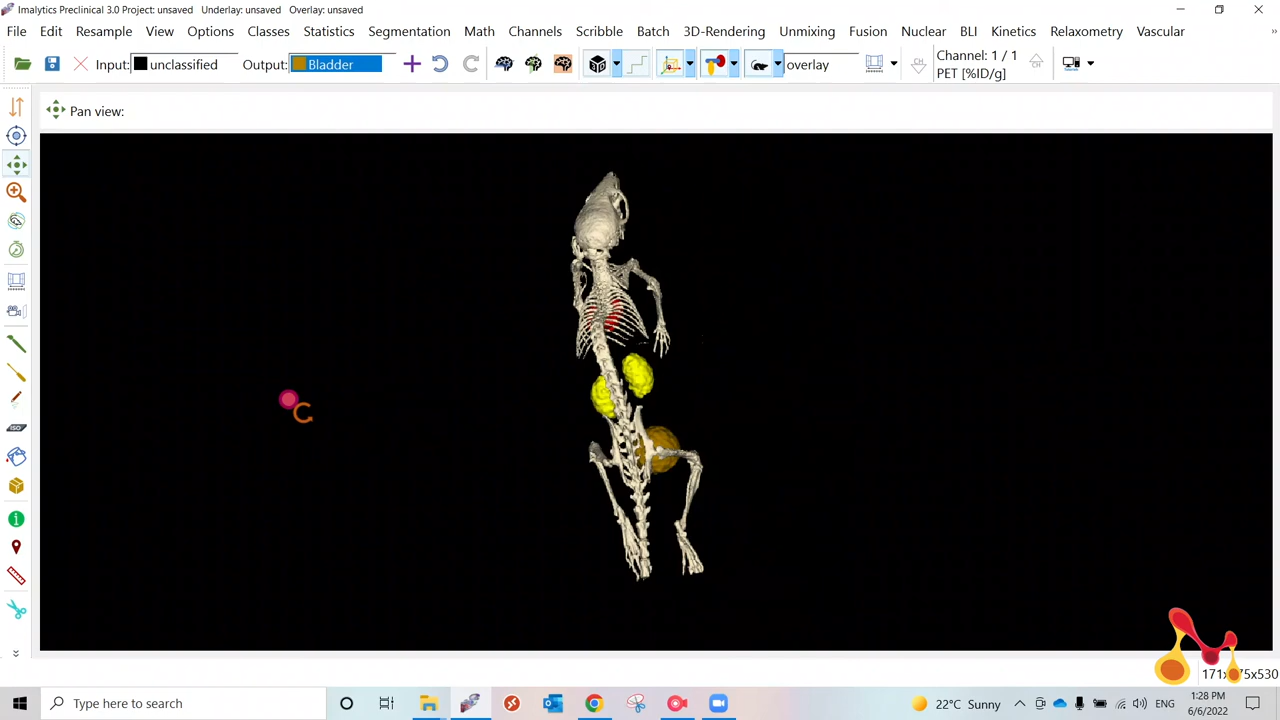 Imalytics Preclinical 3.0 Project: unsaved   Underlay: unsaved   Overlay: unsaved
File Edit Resample View Options Classes Statistics Segmentation Math Channels Scribble Batch 3D-Rendering Unmixing Fusion Nuclear BLI Kinetics Relaxometry Vascular »
Input: unclassified Output: Bladder overlay Channel: 1 / 1
PET [%ID/g]
Pan view:
ISO
Type here to search
22°C Sunny ENG
1:28 PM
6/6/2022